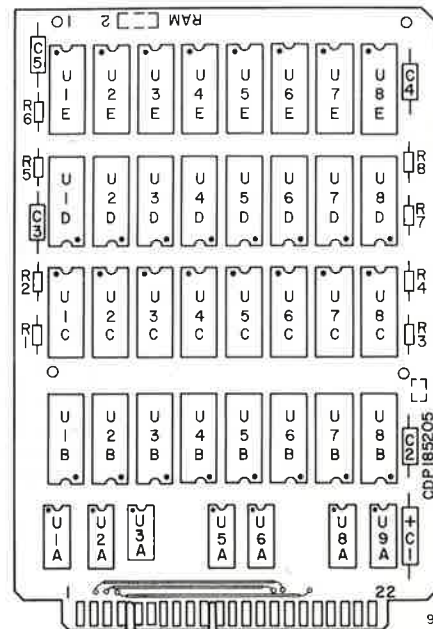 1 2 RAM
C5 U1E U2E U3E U4E U5E U6E U7E U8E C4
R6
R5 U1D U2D U3D U4D U5D U6D U7D U8D R8
C3 R7
R2 U1C U2C U3C U4C U5C U6C U7C U8C R4
R1 R3
U1B U2B U3B U4B U5B U6B U7B U8B C2
CDP18S205
U1A U2A U3A U5A U6A U8A U9A +C1
1 22
9